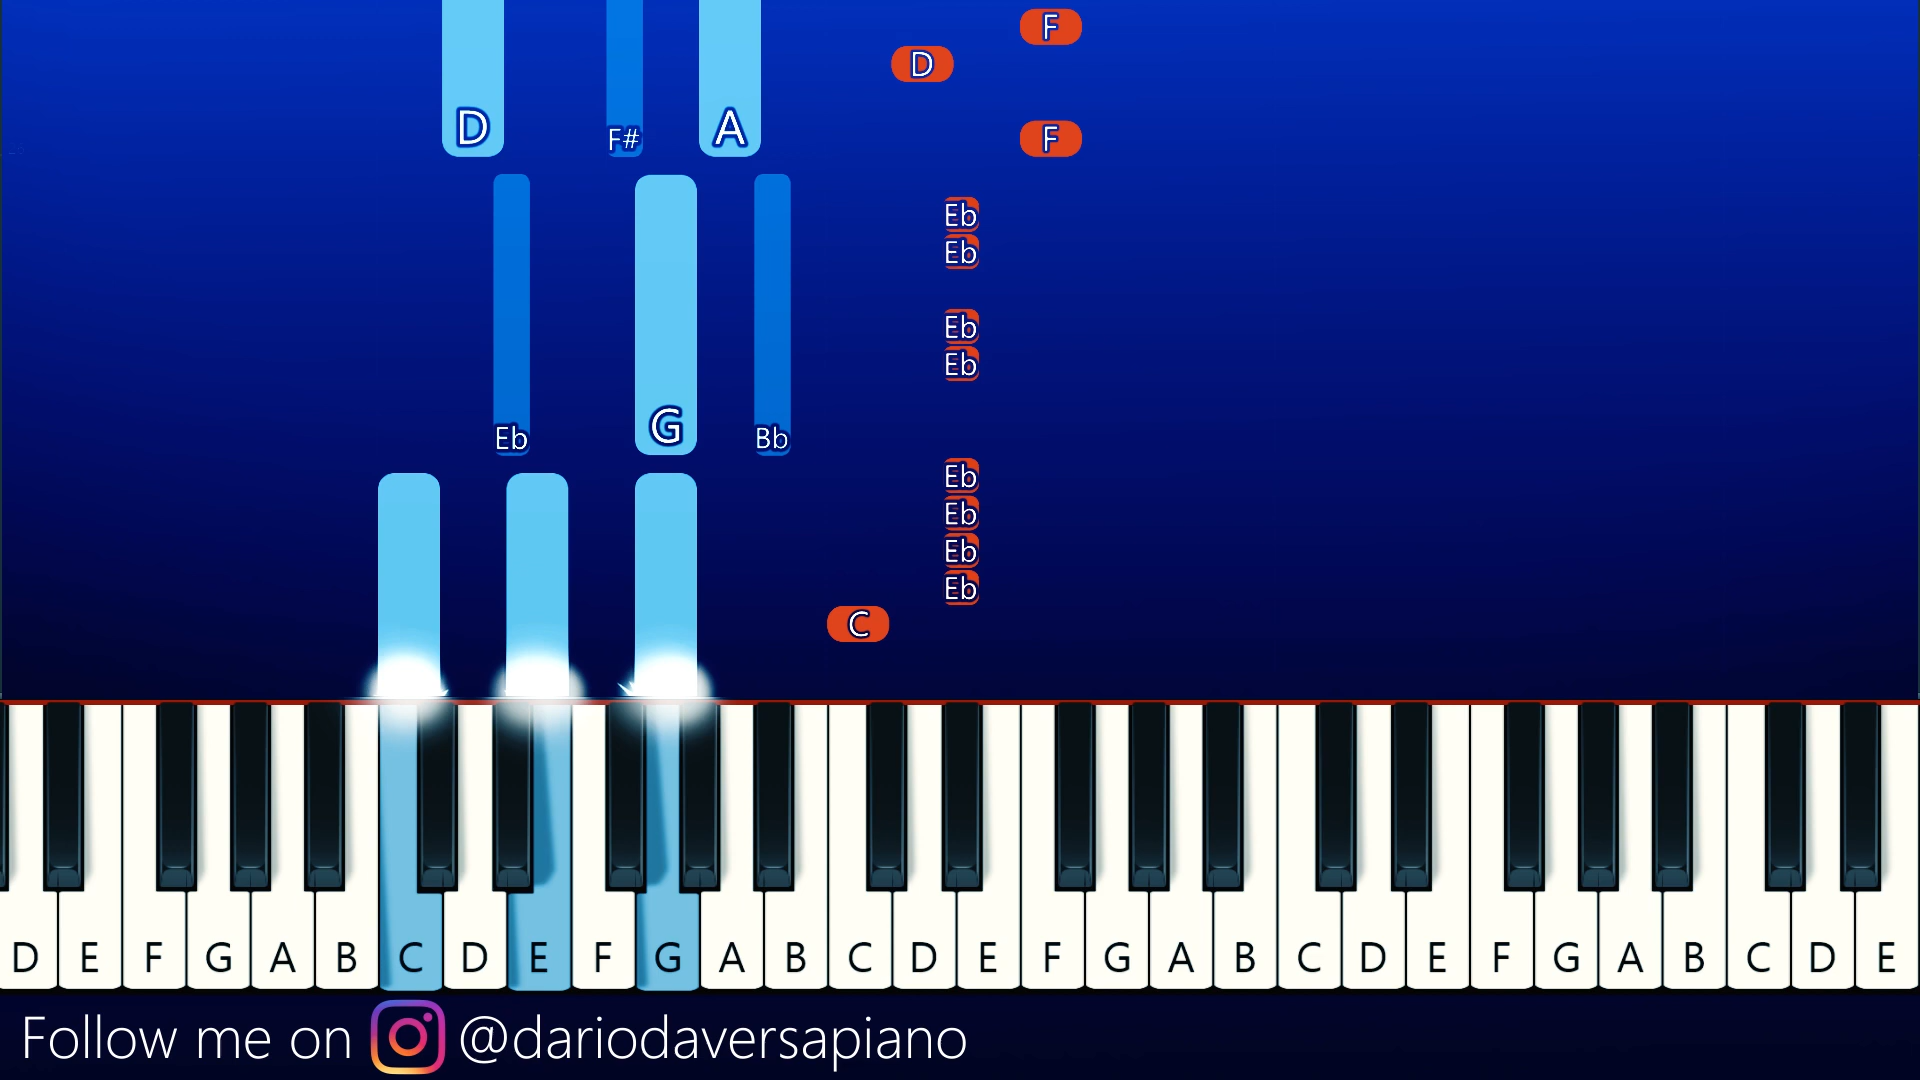 F
D
D F# A
F
Eb
Eb
Eb
Eb
Eb G Bb
Eb
Eb
Eb
Eb
C
D E F G A B C D E F G A B C D E F G A B C D E F G A B C D E
Follow me on @dariodaversapiano